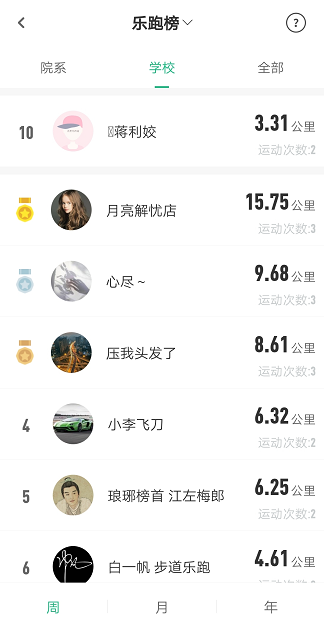 乐跑榜
?
院系
学校
全部
10
蒋利姣
3.31公里
运动次数:2
月亮解忧店
15.75公里
运动次数:3
心尽~
9.68公里
运动次数:3
压我头发了
8.61公里
运动次数:3
4
小李飞刀
6.32公里
运动次数:2
5
琅琊榜首 江左梅郎
6.25公里
运动次数:2
6
白一帆 步道乐跑
4.61公里
周
月
年